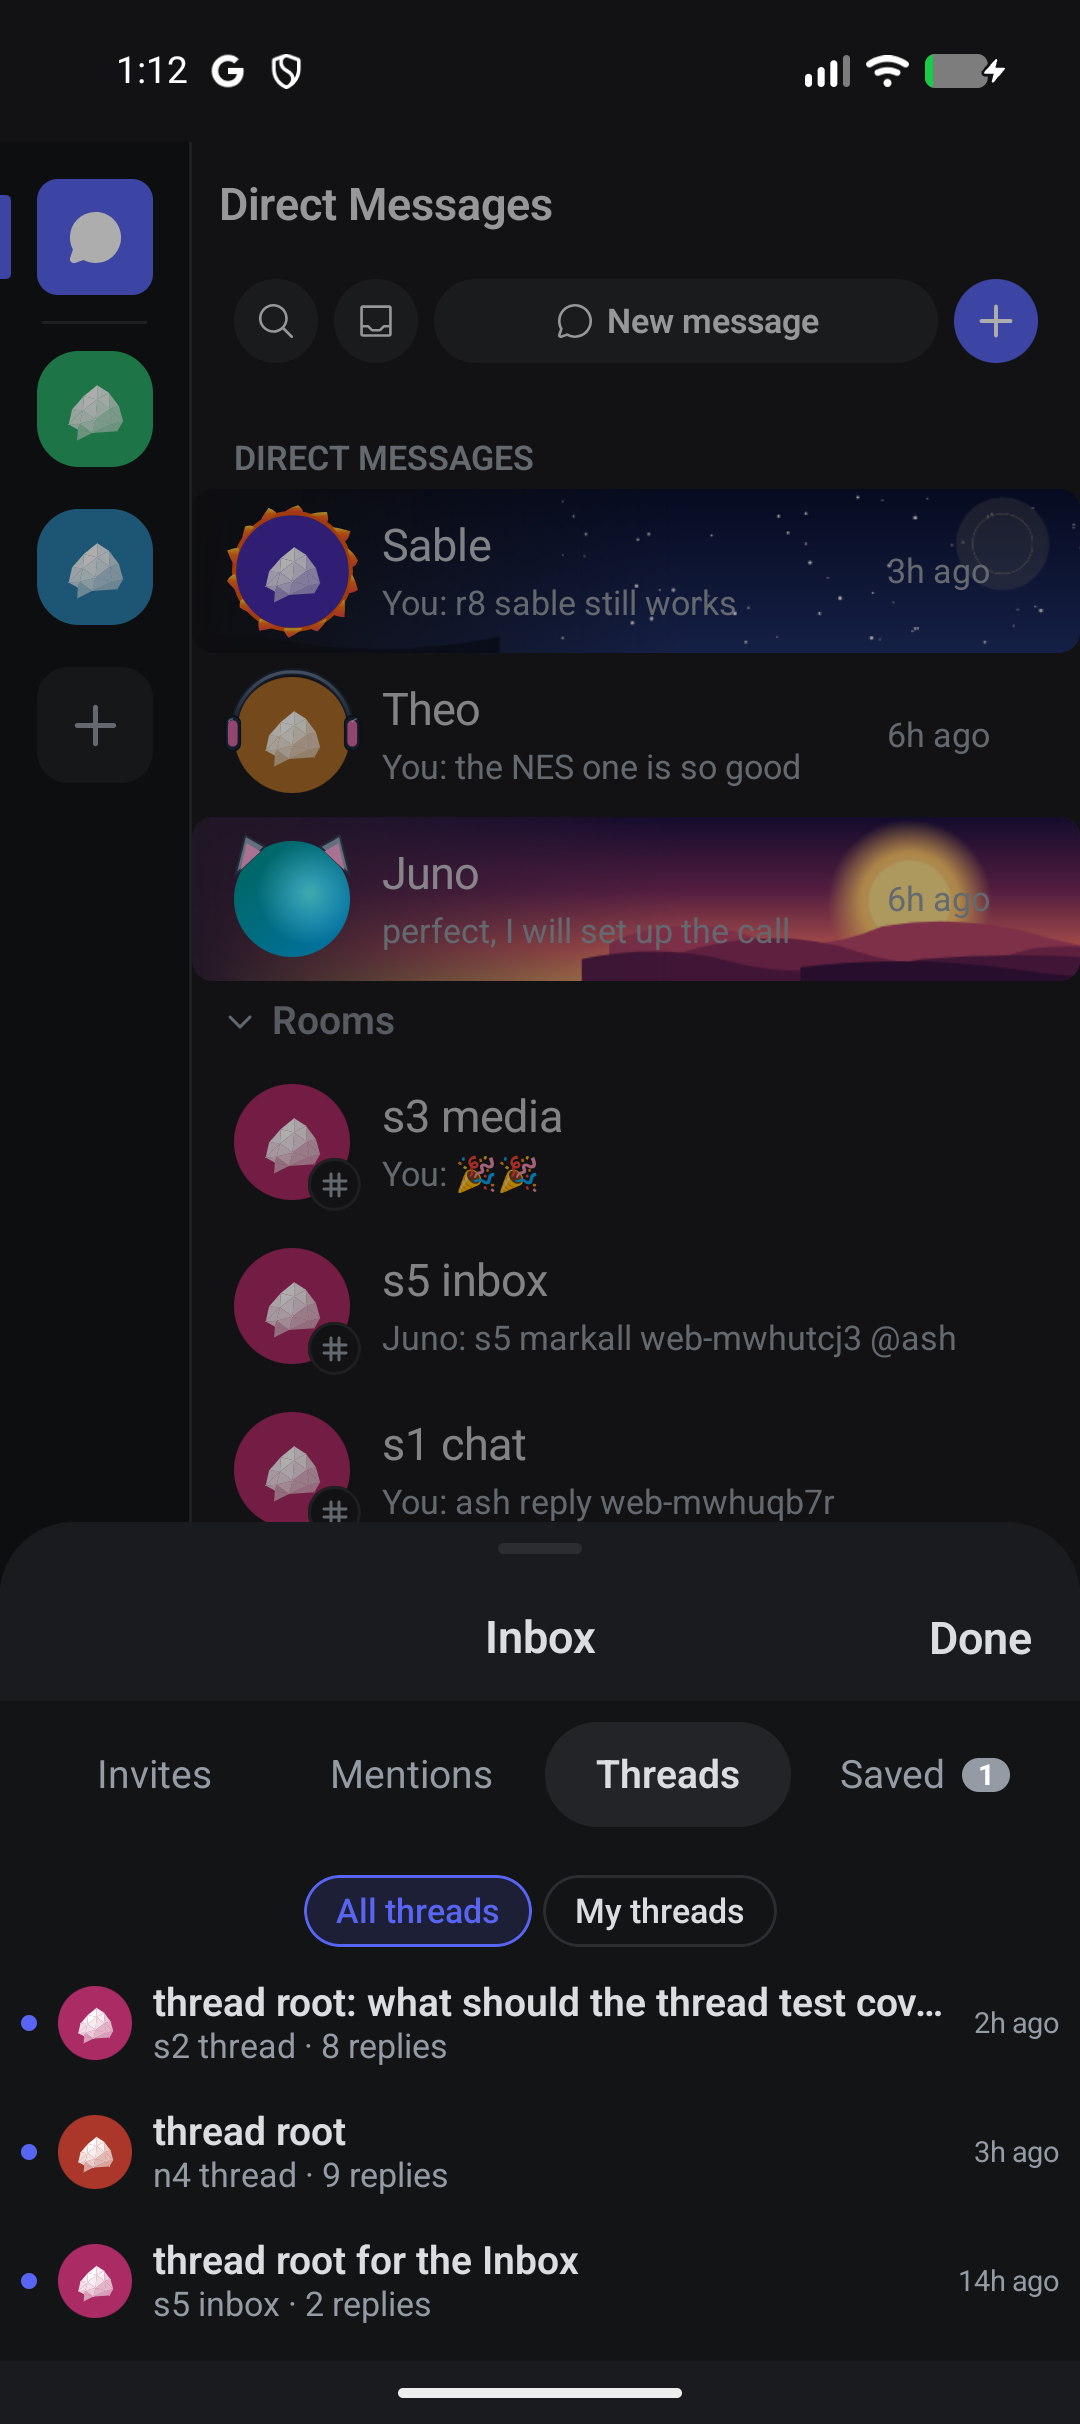 1:12
Direct Messages
New message
DIRECT MESSAGES
Sable
3h ago
You: r8 sable still works
Theo
6h ago
You: the NES one is so good
Juno
6h ago
perfect, I will set up the call
Rooms
s3 media
You: 🎉🎉
s5 inbox
Juno: s5 markall web-mwhutcj3 @ash
s1 chat
You: ash reply web-mwhuqb7r
Inbox
Done
Invites
Mentions
Threads
Saved 1
All threads
My threads
thread root: what should the thread test cov...
2h ago
s2 thread · 8 replies
thread root
3h ago
n4 thread · 9 replies
thread root for the Inbox
14h ago
s5 inbox · 2 replies